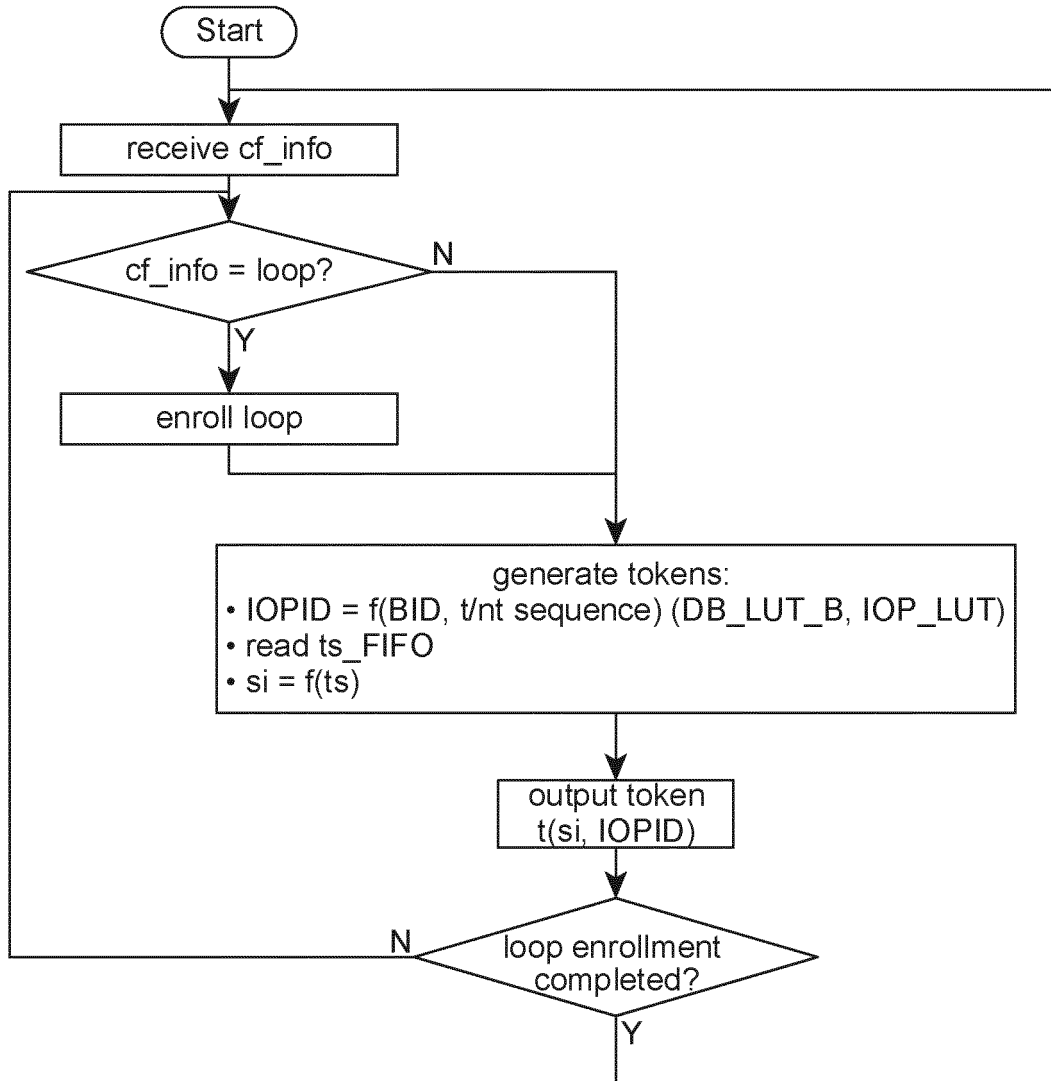 Start
receive cf_info
cf_info = loop?
N
Y
enroll loop
generate tokens:
• IOPID = f(BID, t/nt sequence) (DB_LUT_B, IOP_LUT)
• read ts_FIFO
• si = f(ts)
output token
t(si, IOPID)
N
loop enrollment
completed?
Y